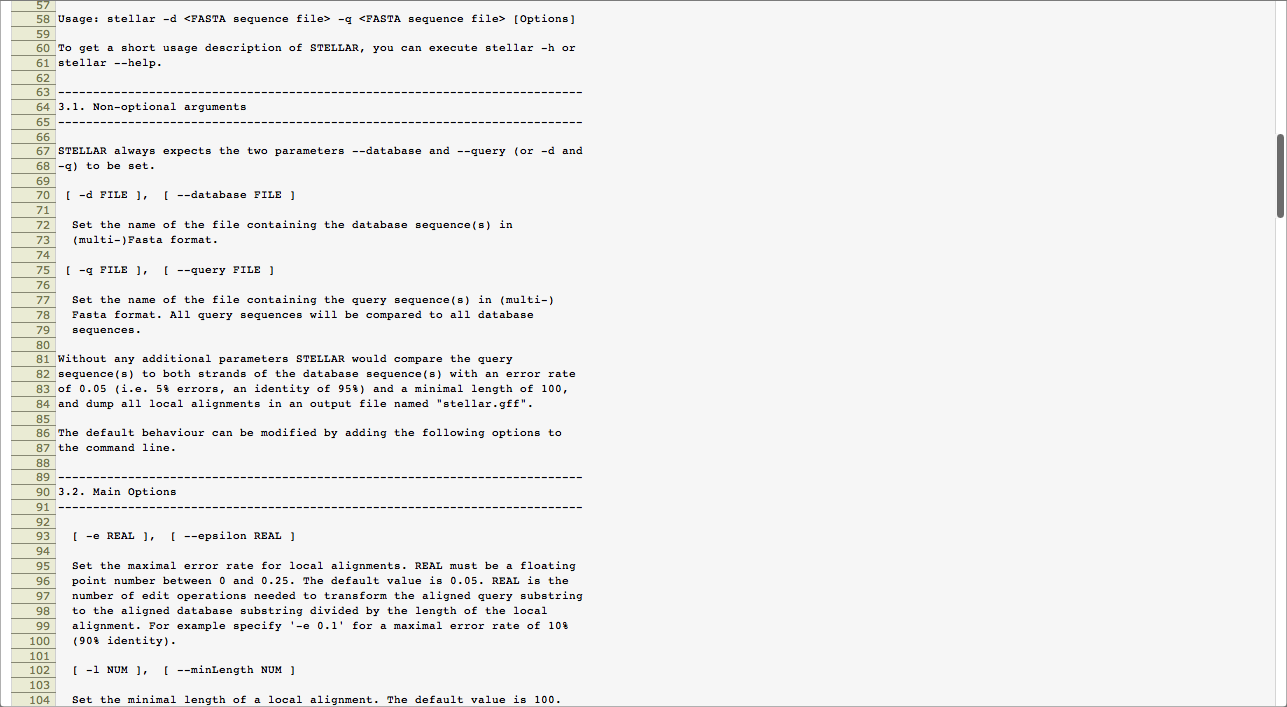 57
58 Usage: stellar -d <FASTA sequence file> -q <FASTA sequence file> [Options]
59
60 To get a short usage description of STELLAR, you can execute stellar -h or
61 stellar --help.
62
63 ---------------------------------------------------------------------------
64 3.1. Non-optional arguments
65 ---------------------------------------------------------------------------
66
67 STELLAR always expects the two parameters --database and --query (or -d and
68 -q) to be set.
69
70 [ -d FILE ], [ --database FILE ]
71
72 Set the name of the file containing the database sequence(s) in
73 (multi-)Fasta format.
74
75 [ -q FILE ], [ --query FILE ]
76
77 Set the name of the file containing the query sequence(s) in (multi-)
78 Fasta format. All query sequences will be compared to all database
79 sequences.
80
81 Without any additional parameters STELLAR would compare the query
82 sequence(s) to both strands of the database sequence(s) with an error rate
83 of 0.05 (i.e. 5% errors, an identity of 95%) and a minimal length of 100,
84 and dump all local alignments in an output file named "stellar.gff".
85
86 The default behaviour can be modified by adding the following options to
87 the command line.
88
89 ---------------------------------------------------------------------------
90 3.2. Main Options
91 ---------------------------------------------------------------------------
92
93 [ -e REAL ], [ --epsilon REAL ]
94
95 Set the maximal error rate for local alignments. REAL must be a floating
96 point number between 0 and 0.25. The default value is 0.05. REAL is the
97 number of edit operations needed to transform the aligned query substring
98 to the aligned database substring divided by the length of the local
99 alignment. For example specify '-e 0.1' for a maximal error rate of 10%
100 (90% identity).
101
102 [ -l NUM ], [ --minLength NUM ]
103
104 Set the minimal length of a local alignment. The default value is 100.